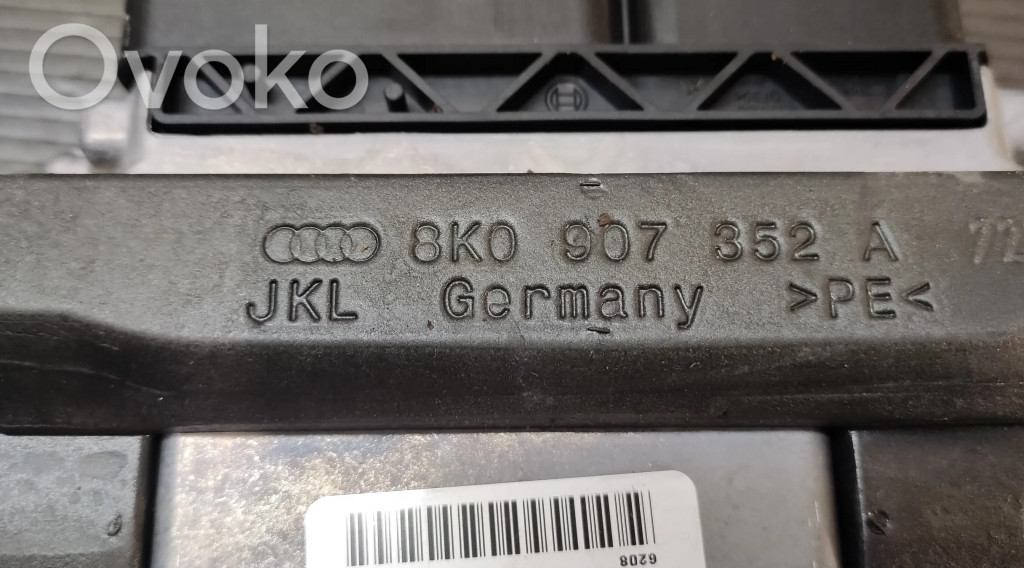 Ovoko
8K0 907 352 A
JKL Germany >PE<
6208